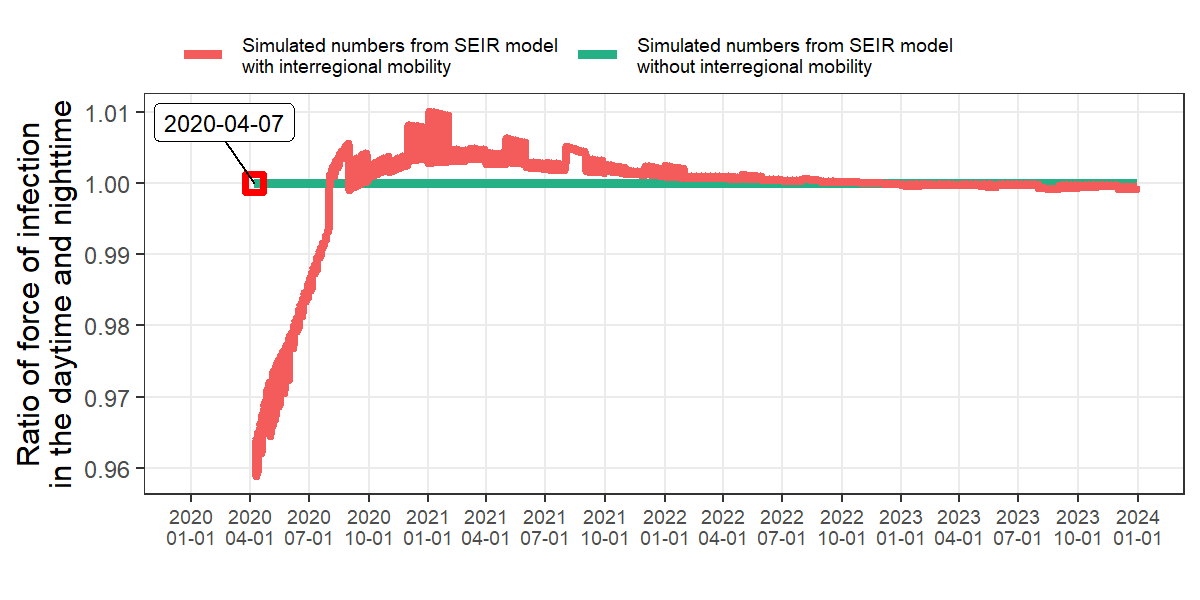 Simulated numbers from SEIR model
with interregional mobility
Simulated numbers from SEIR model
without interregional mobility
Ratio of force of infection
in the daytime and nighttime
1.01
1.00
0.99
0.98
0.97
0.96
2020-04-07
2020 2020 2020 2020 2021 2021 2021 2021 2022 2022 2022 2022 2023 2023 2023 2023 2024
01-01 04-01 07-01 10-01 01-01 04-01 07-01 10-01 01-01 04-01 07-01 10-01 01-01 04-01 07-01 10-01 01-01